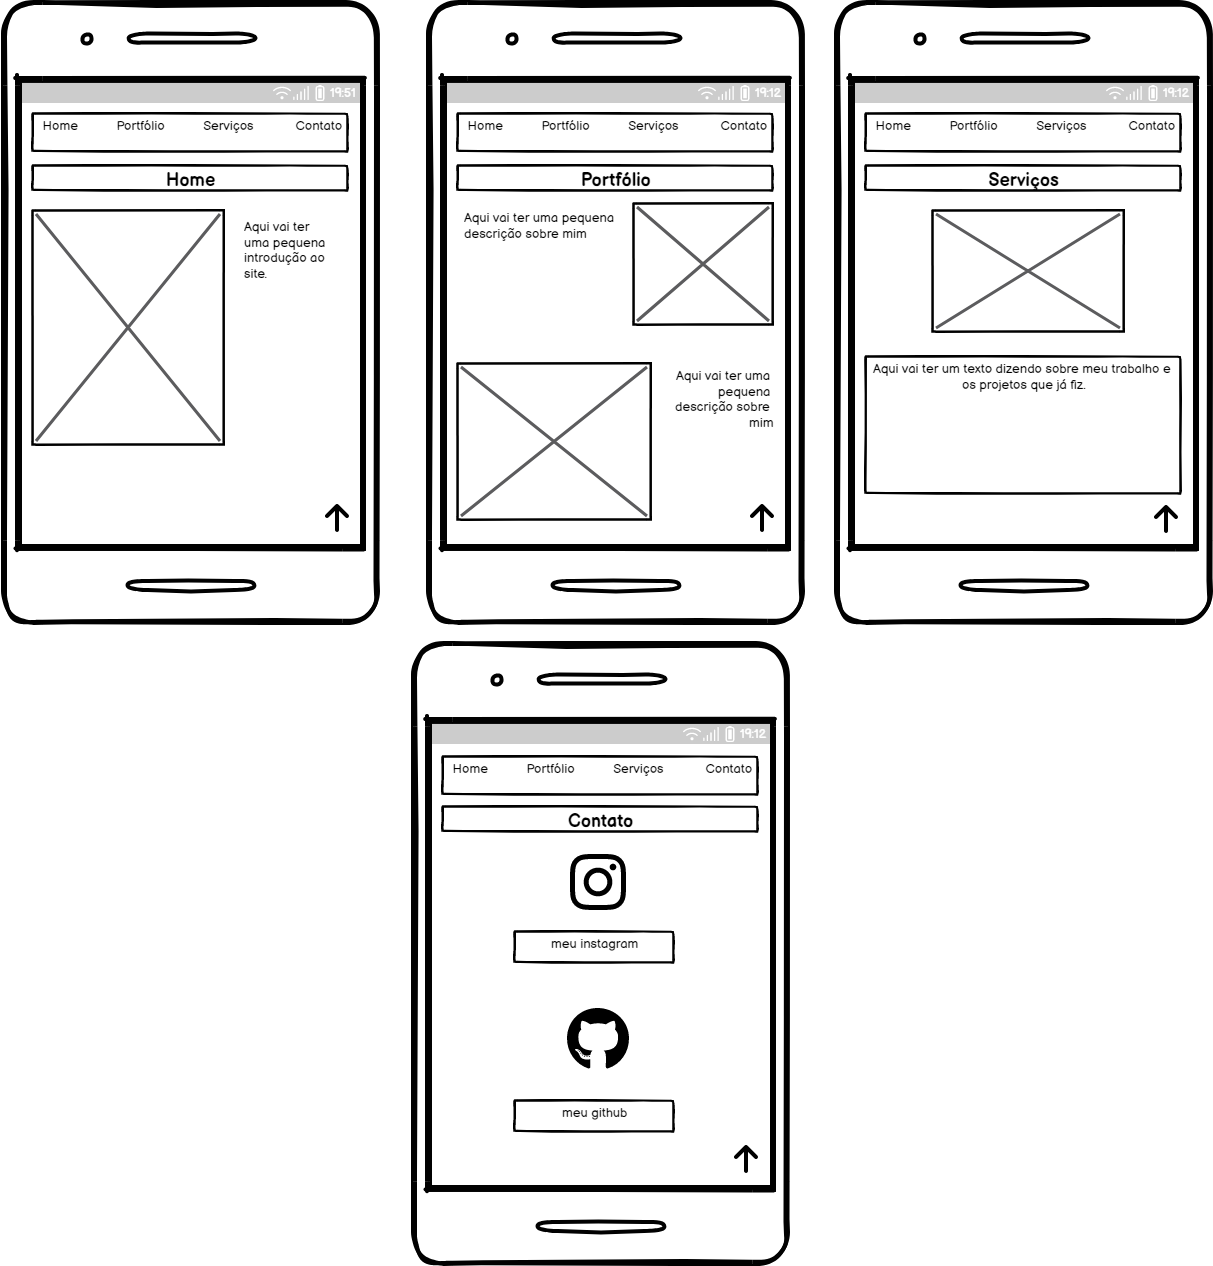 19:51
Home Portfólio Serviços Contato
Home
Aqui vai ter
uma pequena
introdução ao
site.
19:12
Home Portfólio Serviços Contato
Portfólio
Aqui vai ter uma pequena
descrição sobre mim
Aqui vai ter uma
pequena
descrição sobre
mim
19:12
Home Portfólio Serviços Contato
Serviços
Aqui vai ter um texto dizendo sobre meu trabalho e
os projetos que já fiz.
19:12
Home Portfólio Serviços Contato
Contato
meu instagram
meu github